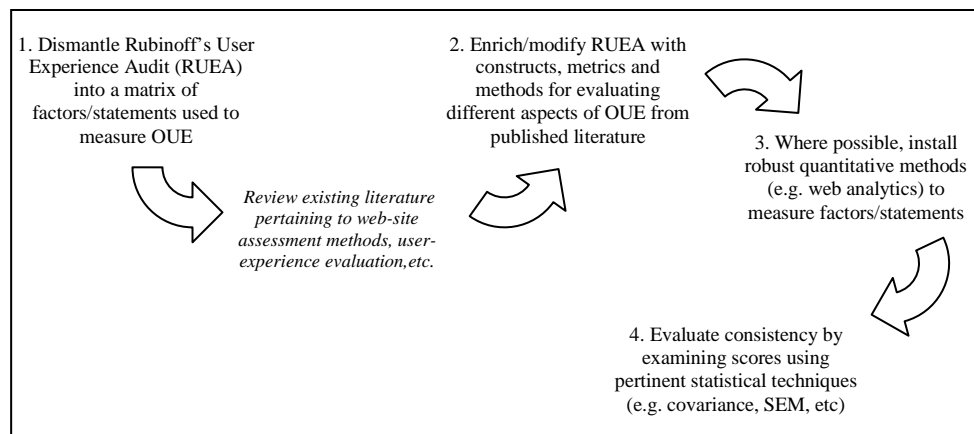 1. Dismantle Rubinoff's User
Experience Audit (RUEA)
into a matrix of
factors/statements used to
measure OUE
Review existing literature
pertaining to web-site
assessment methods, user-
experience evaluation,etc.
2. Enrich/modify RUEA with
constructs, metrics and
methods for evaluating
different aspects of OUE from
published literature
3. Where possible, install
robust quantitative methods
(e.g. web analytics) to
measure factors/statements
4. Evaluate consistency by
examining scores using
pertinent statistical techniques
(e.g. covariance, SEM, etc)